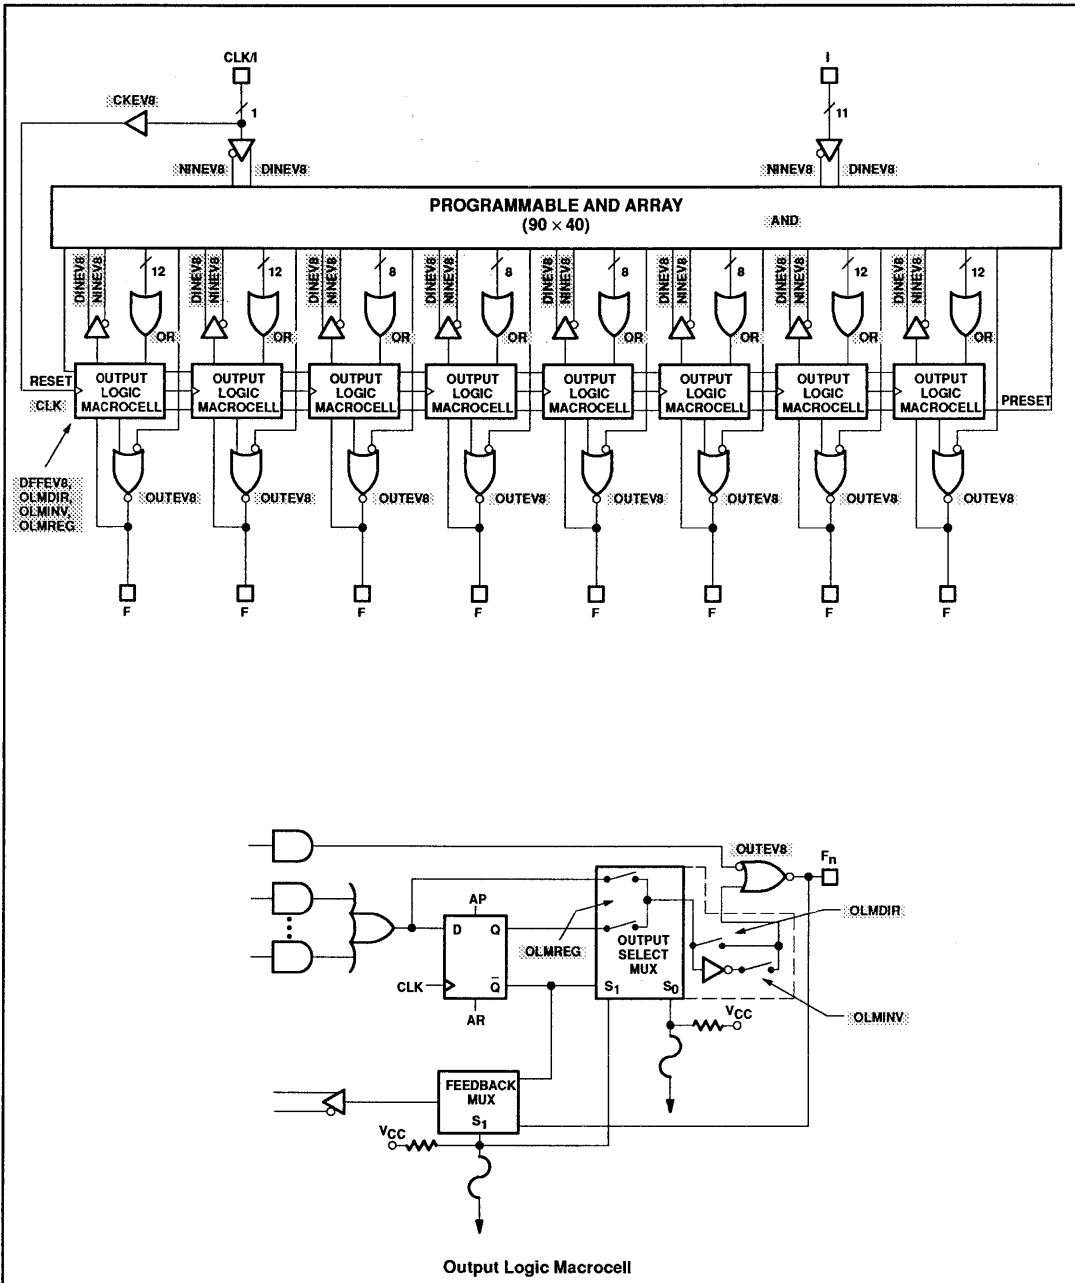 CLK/I
I
CKEV8
1
11
NINEV8 DINEV8
NINEV8 DINEV8
PROGRAMMABLE AND ARRAY
(90 × 40)
AND
DINEV8 NINEV8 12 DINEV8 NINEV8 12 DINEV8 NINEV8 8 DINEV8 NINEV8 8 DINEV8 NINEV8 8 DINEV8 NINEV8 8 DINEV8 NINEV8 12 DINEV8 NINEV8 12
OR OR OR OR OR OR OR OR
RESET
CLK
OUTPUT LOGIC MACROCELL
OUTPUT LOGIC MACROCELL
OUTPUT LOGIC MACROCELL
OUTPUT LOGIC MACROCELL
OUTPUT LOGIC MACROCELL
OUTPUT LOGIC MACROCELL
OUTPUT LOGIC MACROCELL
OUTPUT LOGIC MACROCELL
PRESET
DFFEV8,
OLMDIR,
OLMINV,
OLMREG
OUTEV8 OUTEV8 OUTEV8 OUTEV8 OUTEV8 OUTEV8 OUTEV8 OUTEV8
F F F F F F F F
OUTEV8
Fn
AP
D Q
OLMREG
OUTPUT
SELECT
MUX
OLMDIR
CLK
Q̅
S1 S0
AR
VCC
OLMINV
FEEDBACK
MUX
S1
VCC
Output Logic Macrocell